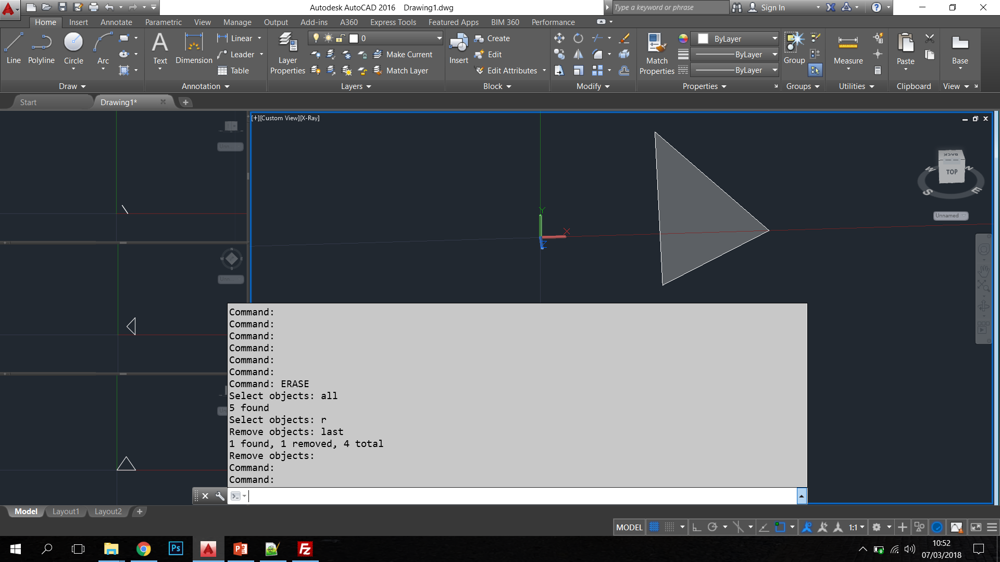 Autodesk AutoCAD 2016 Drawing1.dwg
Type a keyword or phrase
Sign In
Home Insert Annotate Parametric View Manage Output Add-ins A360 Express Tools Featured Apps BIM 360 Performance
Line Polyline Circle Arc
Text Dimension
Linear
Leader
Table
Layer Properties
0
Make Current
Match Layer
Insert
Create
Edit
Edit Attributes
Match Properties
ByLayer
ByLayer
ByLayer
Group
Measure
Paste
Base
Draw Annotation Layers Block Modify Properties Groups Utilities Clipboard View
Start Drawing1*
[+][Custom View][X-Ray]
BACK
TOP
W N S E
Unnamed
Y
X
Z
N
W E
S
Command:
Command:
Command:
Command:
Command:
Command:
Command: ERASE
Select objects: all
5 found
Select objects: r
Remove objects: last
1 found, 1 removed, 4 total
Remove objects:
Command:
Command:
Model Layout1 Layout2
MODEL 1:1
Ps
Fz
10:52
07/03/2018